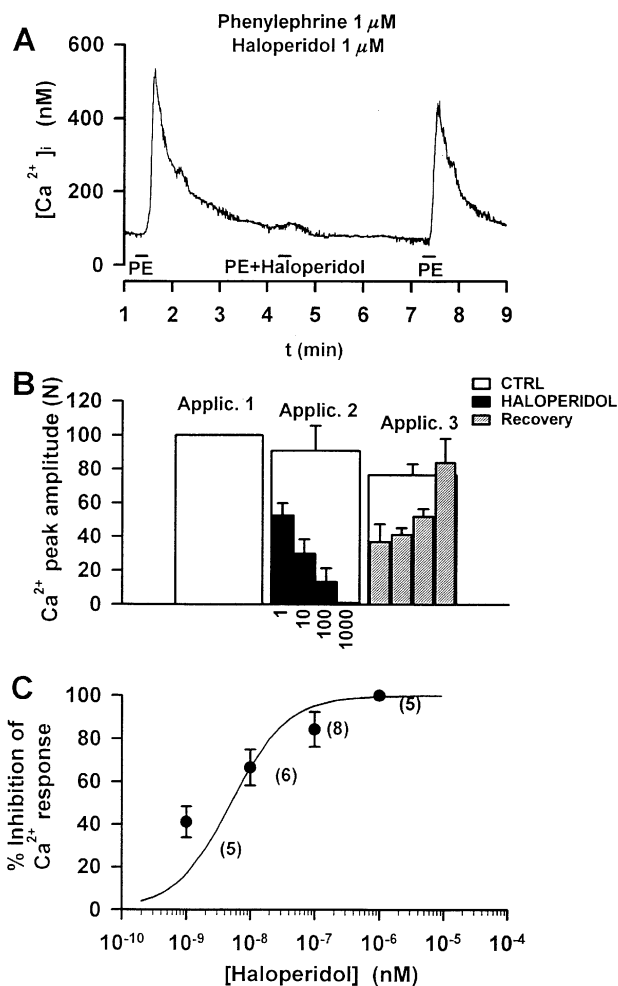 A
Phenylephrine 1 μM
Haloperidol 1 μM
[Ca 2+ ]i (nM)
600
400
200
0
PE
PE+Haloperidol
PE
1 2 3 4 5 6 7 8 9
t (min)
B
Ca2+ peak amplitude (N)
120
100
80
60
40
20
0
Applic. 1
Applic. 2
Applic. 3
CTRL
HALOPERIDOL
Recovery
1
10
100
1000
C
% Inhibition of
Ca2+ response
100
80
60
40
20
0
(5)
(6)
(8)
(5)
10-10 10-9 10-8 10-7 10-6 10-5 10-4
[Haloperidol] (nM)